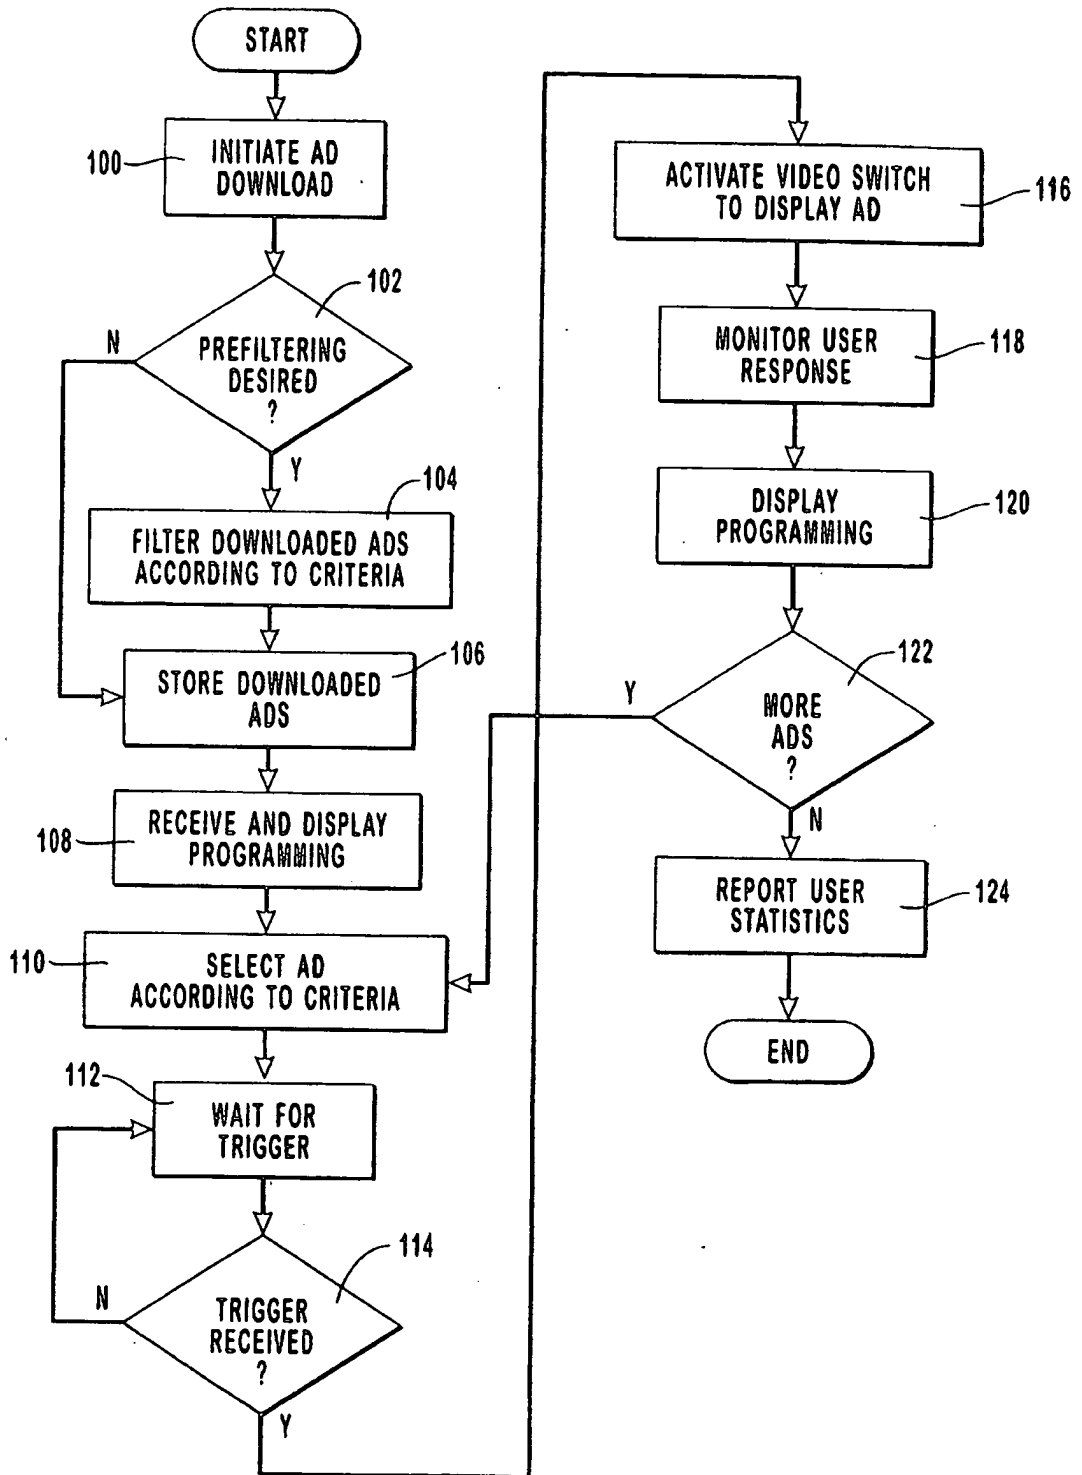 START
100
INITIATE AD
DOWNLOAD
102
N
PREFILTERING
DESIRED
?
Y
104
FILTER DOWNLOADED ADS
ACCORDING TO CRITERIA
106
STORE DOWNLOADED
ADS
108
RECEIVE AND DISPLAY
PROGRAMMING
110
SELECT AD
ACCORDING TO CRITERIA
112
WAIT FOR
TRIGGER
114
N
TRIGGER
RECEIVED
?
Y
ACTIVATE VIDEO SWITCH
TO DISPLAY AD
116
MONITOR USER
RESPONSE
118
DISPLAY
PROGRAMMING
120
122
Y
MORE
ADS
?
N
REPORT USER
STATISTICS
124
END